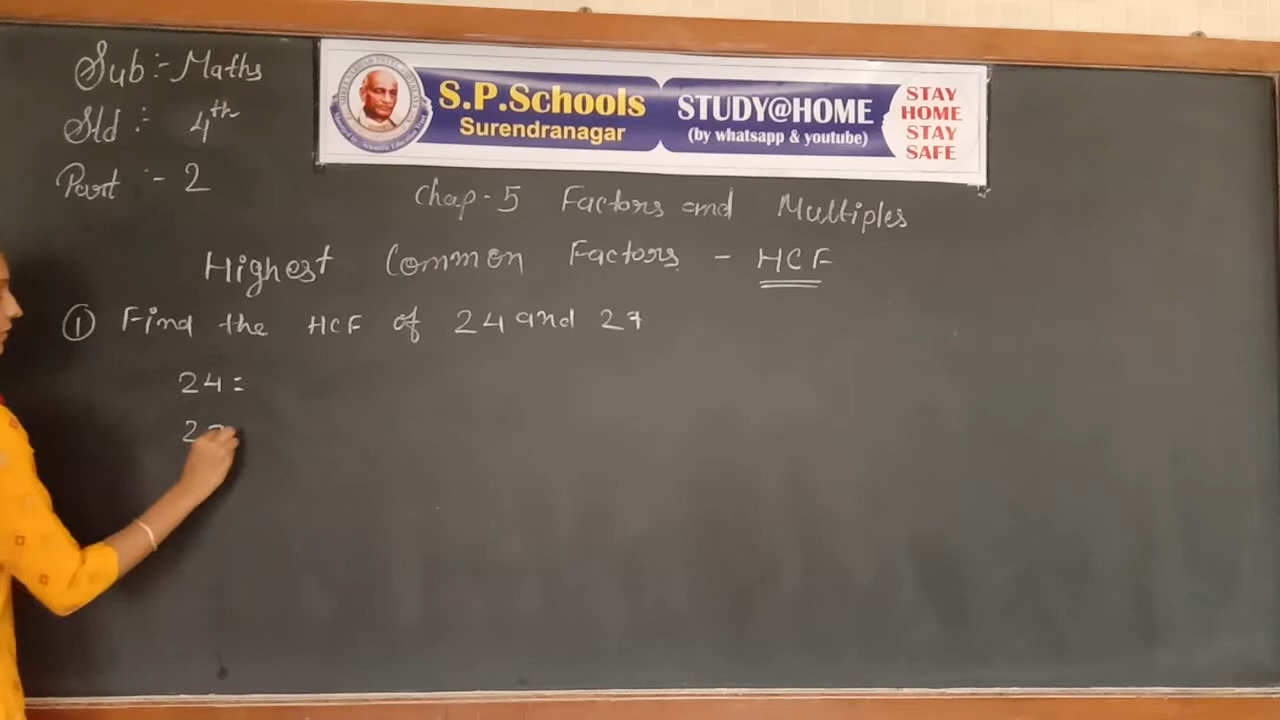 Sub:- Maths
Std :- 4th
Part :- 2
S.P.Schools
Surendranagar
STUDY@HOME
(by whatsapp & youtube)
STAY
HOME
STAY
SAFE
Chap-5 Factors and Multiples
Highest Common Factors - HCF
① Find the HCF of 24 and 27
24 =
2